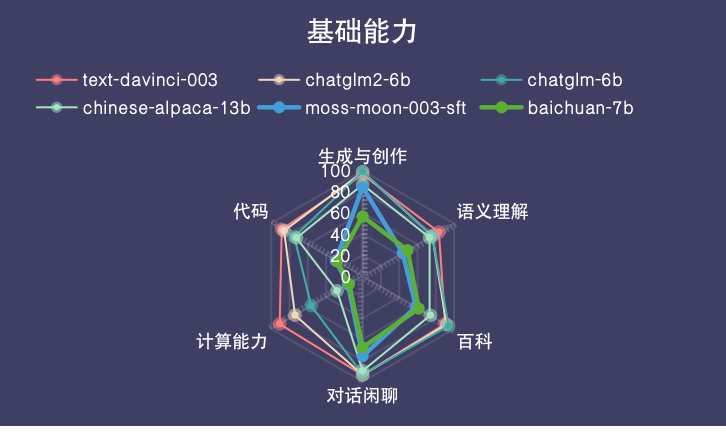 基础能力
text-davinci-003 chatglm2-6b chatglm-6b
chinese-alpaca-13b moss-moon-003-sft baichuan-7b
生成与创作
100
80
代码 语义理解
60
40
20
0
计算能力 百科
对话闲聊